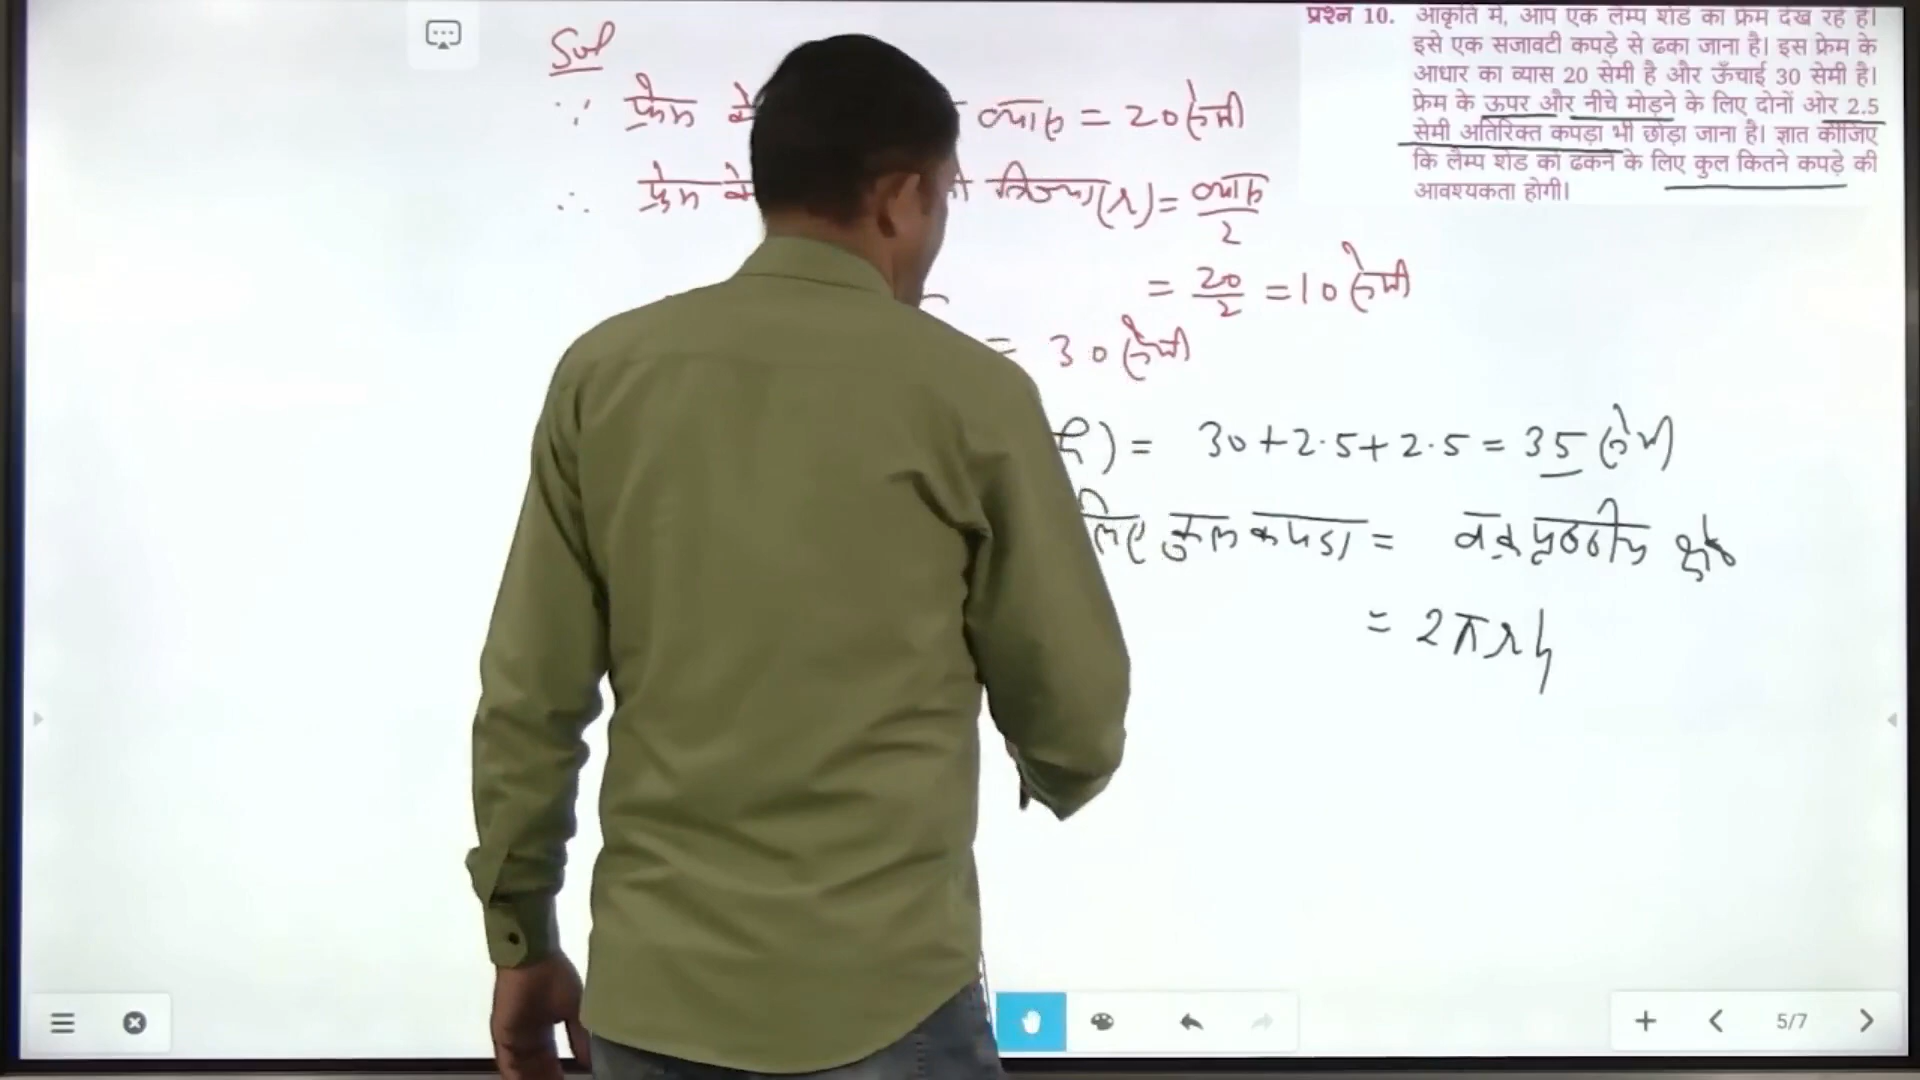 प्रश्न 10. आकृति में, आप एक लैम्प शेड का फ्रेम देख रहे हैं।
इसे एक सजावटी कपड़े से ढका जाना है। इस फ्रेम के
आधार का व्यास 20 सेमी है और ऊँचाई 30 सेमी है।
फ्रेम के ऊपर और नीचे मोड़ने के लिए दोनों ओर 2.5
सेमी अतिरिक्त कपड़ा भी छोड़ा जाना है। ज्ञात कीजिए
कि लैम्प शेड को ढकने के लिए कुल कितने कपड़े की
आवश्यकता होगी।
Sol
∵ फ्रेम के व्यास = 20 सेमी
∴ फ्रेम के त्रिज्या (r) = व्यास/2
= 20/2 = 10 सेमी
= 30 सेमी
) = 30 + 2.5 + 2.5 = 35 सेमी
लिए कुल कपड़ा = वक्रपृष्ठीय क्षे०
= 2πrh
5/7